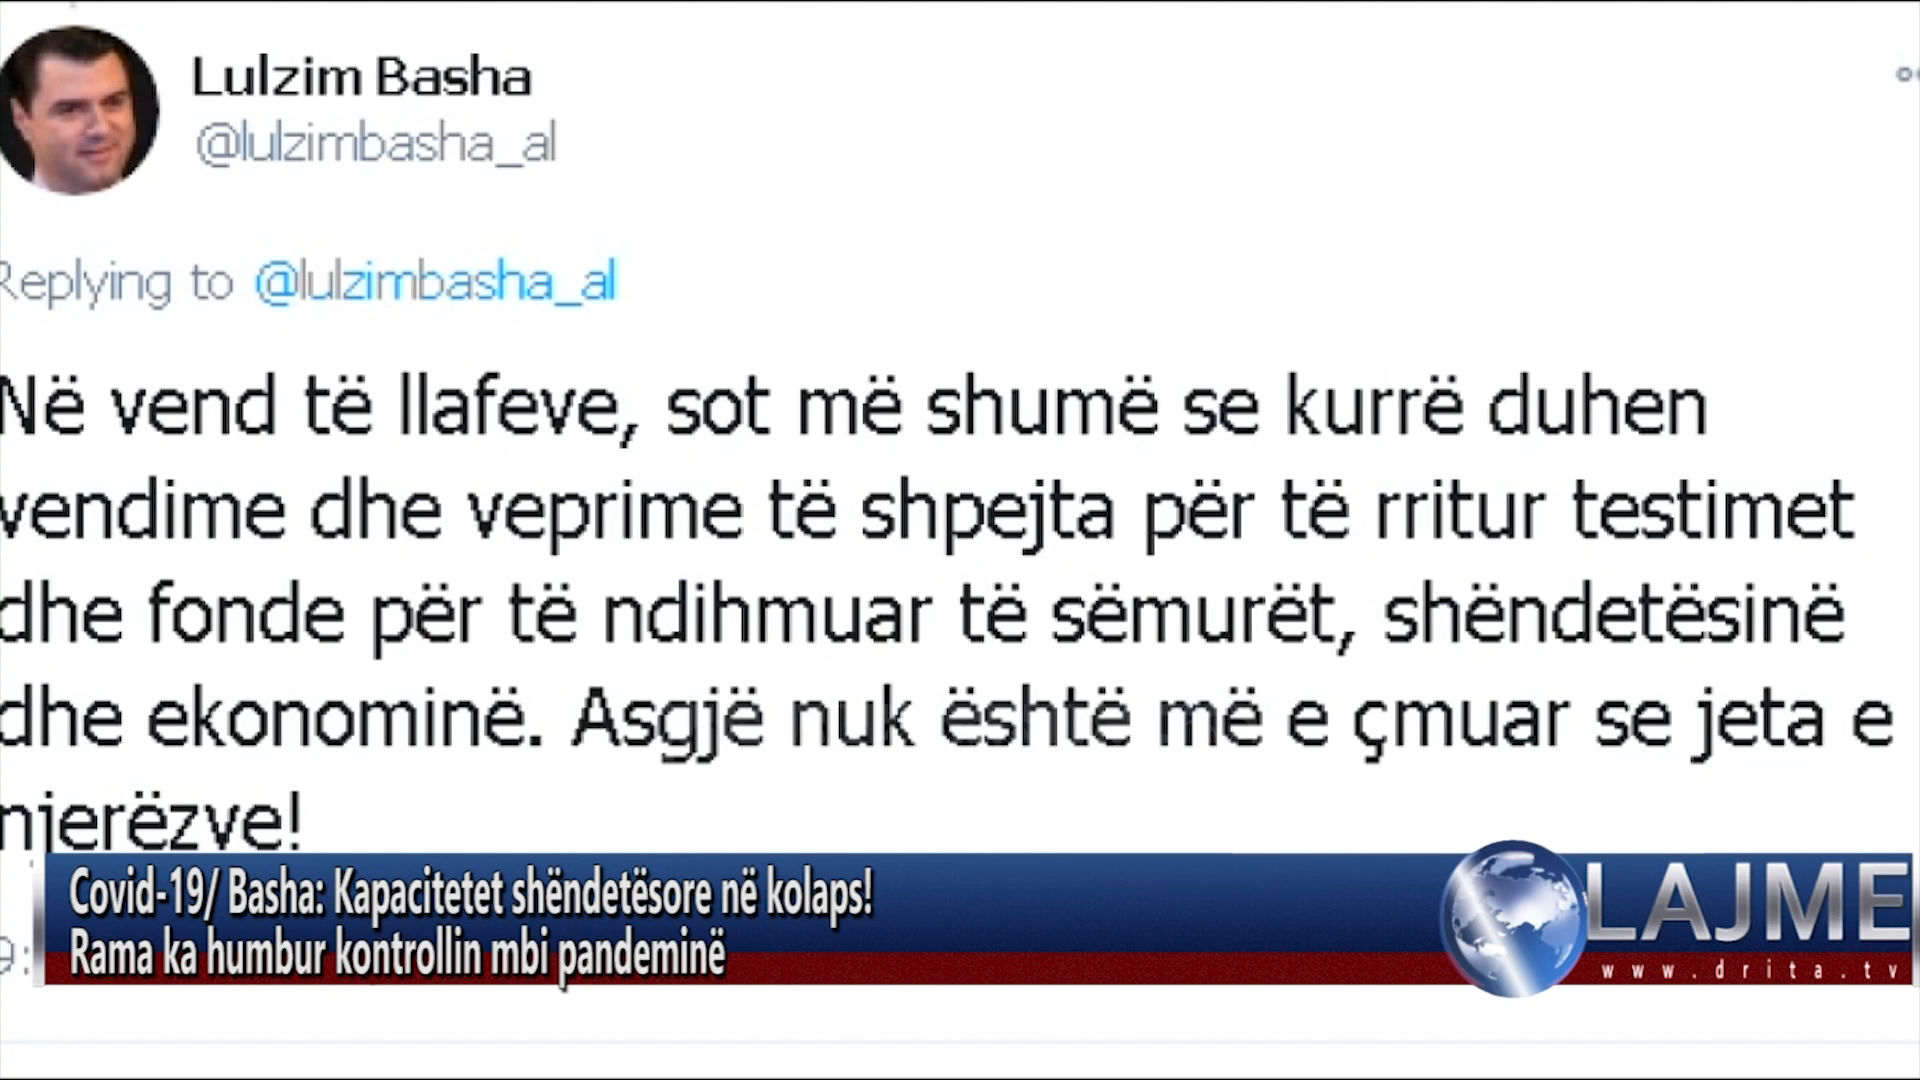 Lulzim Basha
@lulzimbasha_al
Replying to @lulzimbasha_al
Në vend të llafeve, sot më shumë se kurrë duhen
vendime dhe veprime të shpejta për të rritur testimet
dhe fonde për të ndihmuar të sëmurët, shëndetësinë
dhe ekonominë. Asgjë nuk është më e çmuar se jeta e
njerëzve!
Covid-19/ Basha: Kapacitetet shëndetësore në kolaps!
Rama ka humbur kontrollin mbi pandeminë
LAJME
www.drita.tv